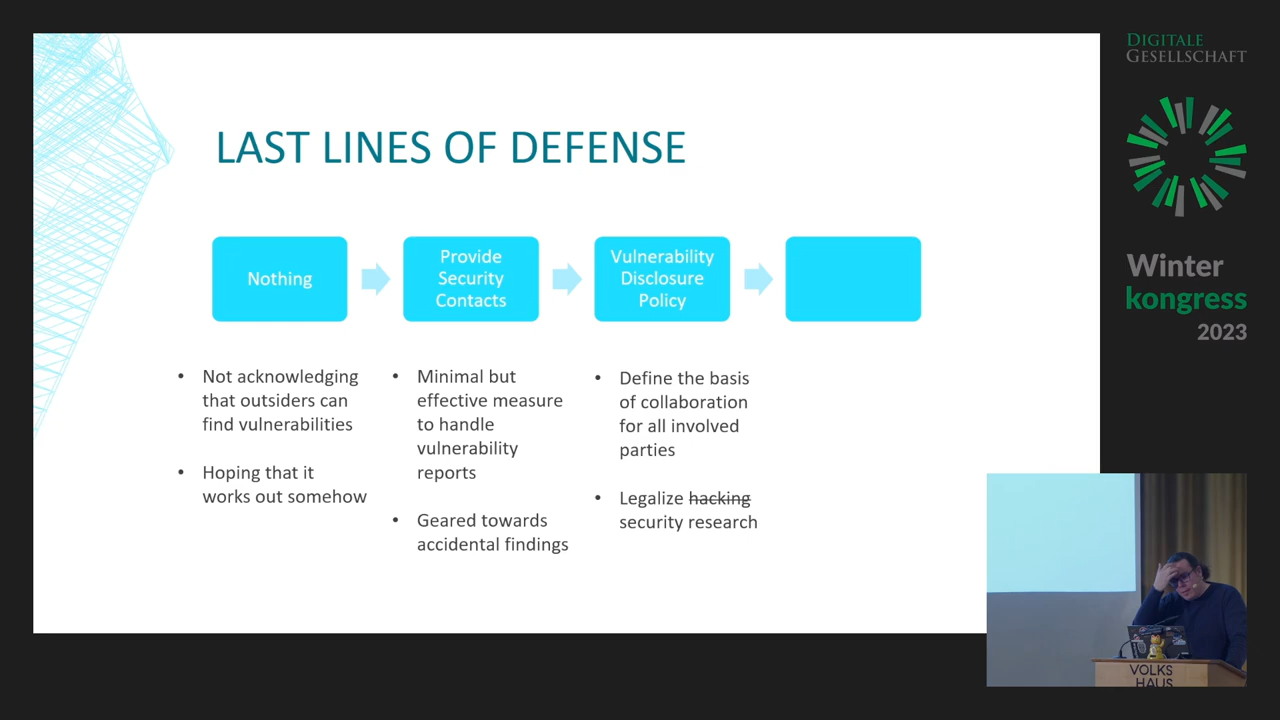 LAST LINES OF DEFENSE
Nothing
Provide
Security
Contacts
Vulnerability
Disclosure
Policy
• Not acknowledging
that outsiders can
find vulnerabilities
• Hoping that it
works out somehow
• Minimal but
effective measure
to handle
vulnerability
reports
• Geared towards
accidental findings
• Define the basis
of collaboration
for all involved
parties
• Legalize hacking
security research
DIGITALE
GESELLSCHAFT
Winter
kongress
2023
VOLKS
HAUS